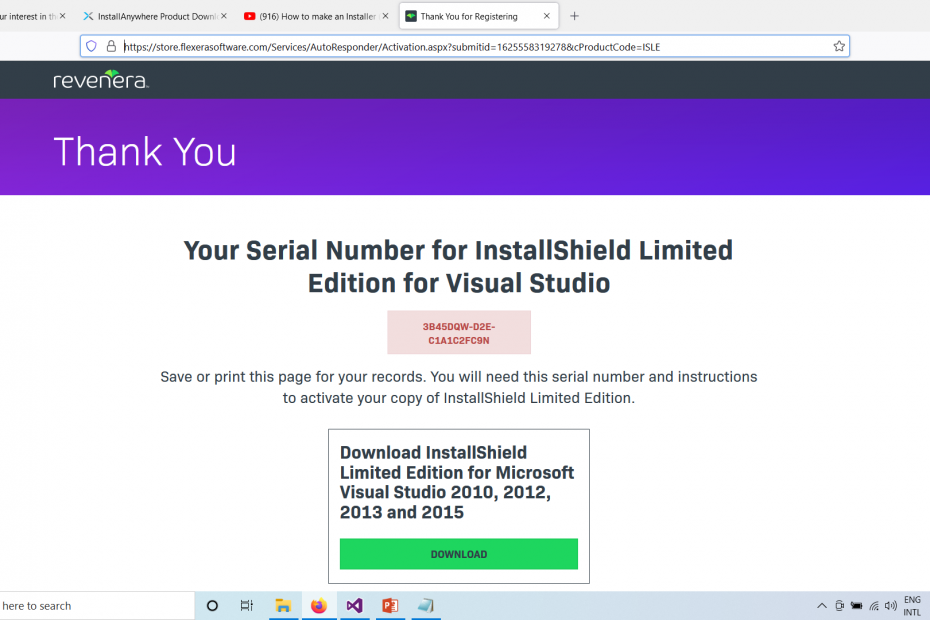 ur interest in th
InstallAnywhere Product Downl
(916) How to make an Installer
Thank You for Registering
https://store.flexerasoftware.com/Services/AutoResponder/Activation.aspx?submitid=1625558319278&cProductCode=ISLE
revenera
Thank You
Your Serial Number for InstallShield Limited
Edition for Visual Studio
3B45DQW-D2E-
C1A1C2FC9N
Save or print this page for your records. You will need this serial number and instructions
to activate your copy of InstallShield Limited Edition.
Download InstallShield
Limited Edition for Microsoft
Visual Studio 2010, 2012,
2013 and 2015
DOWNLOAD
here to search
ENG
INTL